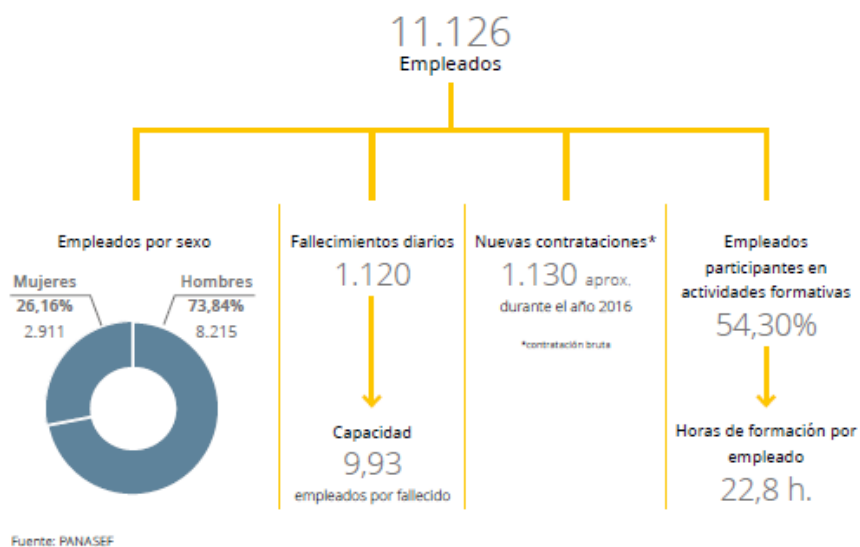 11.126
Empleados
Empleados por sexo
Mujeres
26,16%
2.911
Hombres
73,84%
8.215
Fallecimientos diarios
1.120
Capacidad
9,93
empleados por fallecido
Nuevas contrataciones*
1.130 aprox.
durante el año 2016
*contratación bruta
Empleados
participantes en
actividades formativas
54,30%
Horas de formación por
empleado
22,8 h.
Fuente: PANASEF